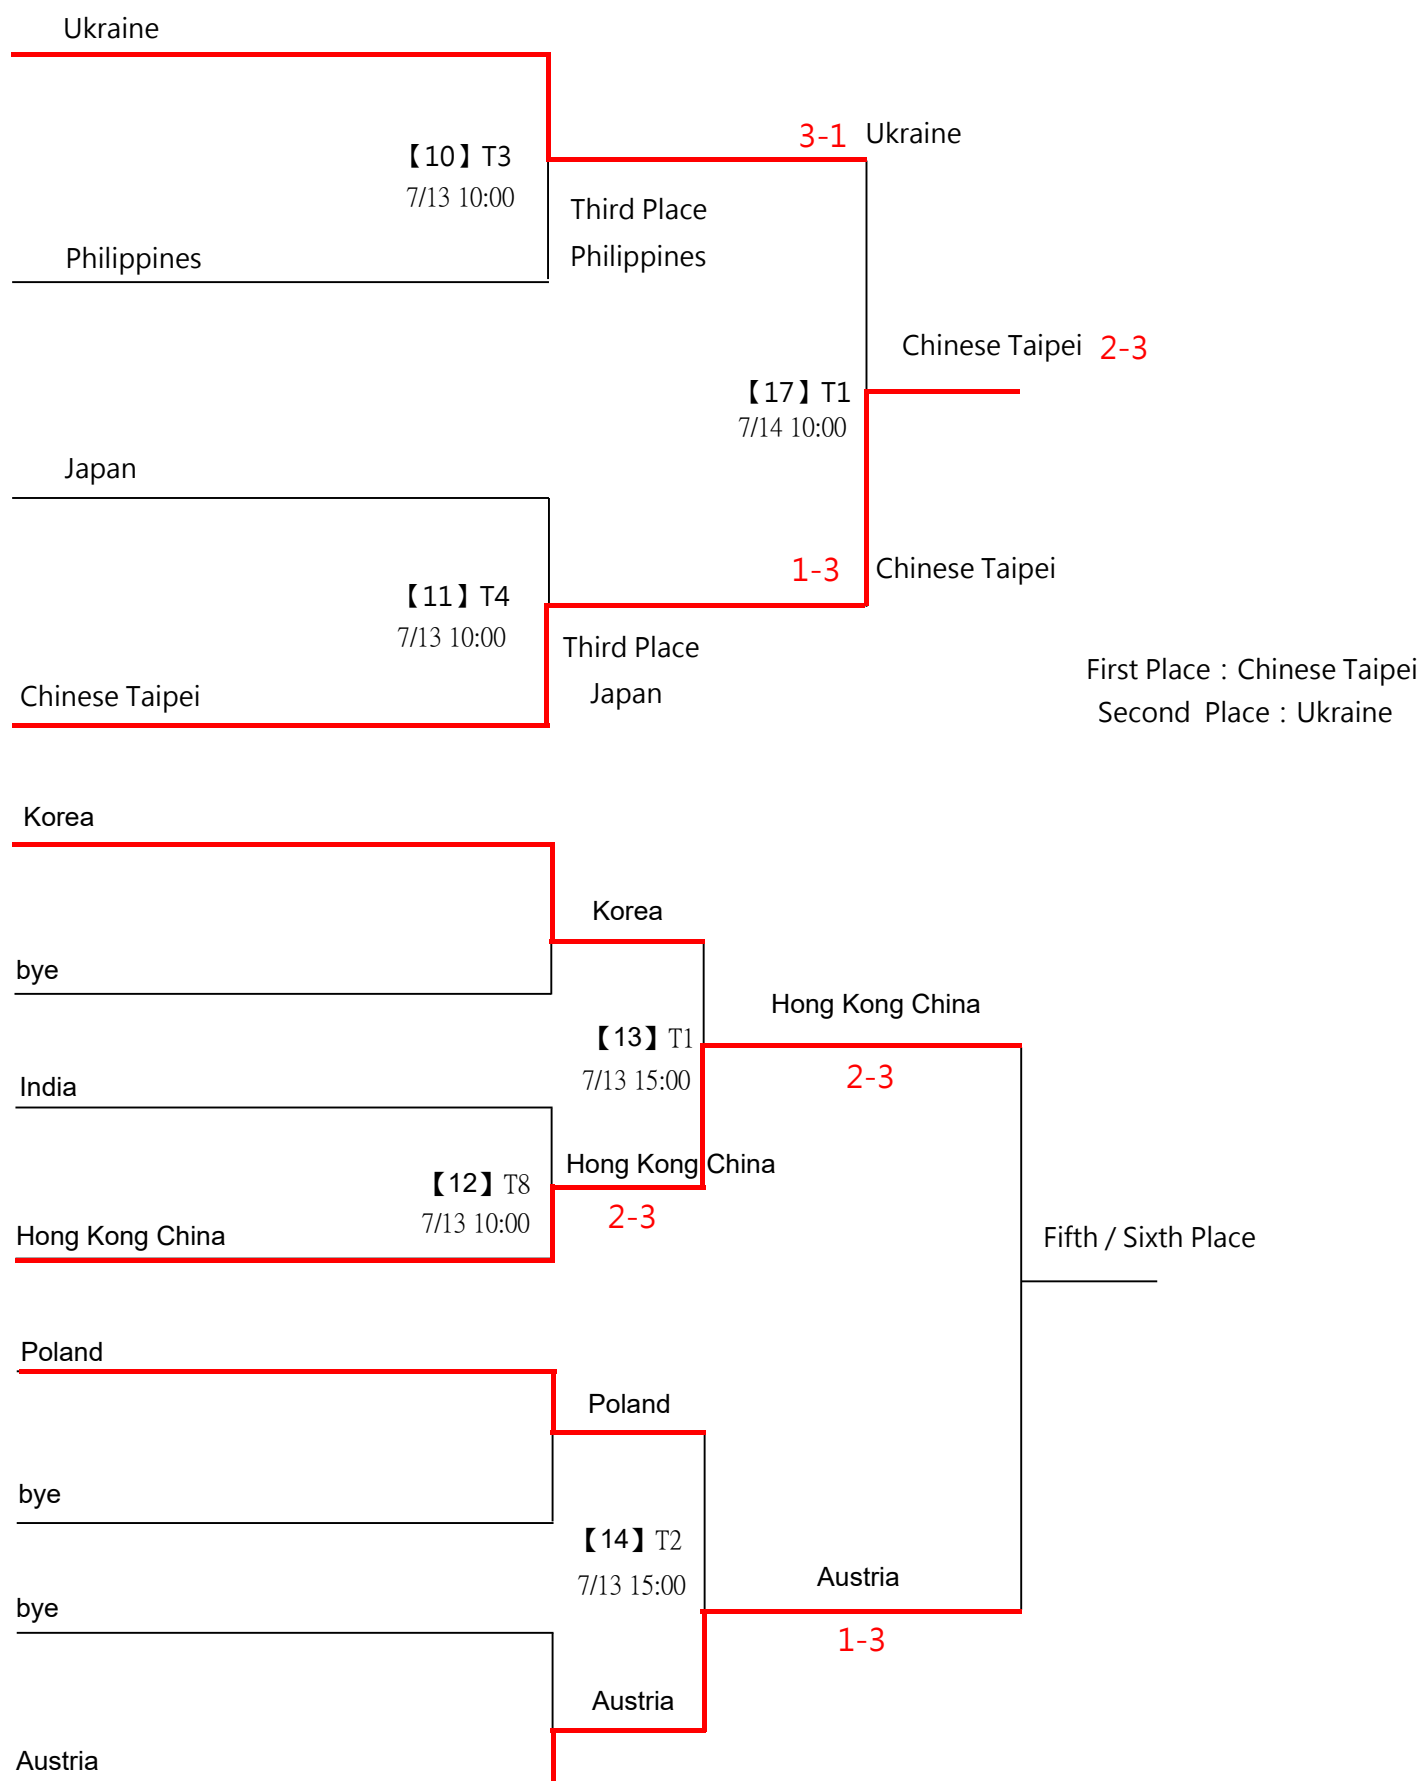 Ukraine
3-1 Ukraine
【10】T3
7/13 10:00
Third Place
Philippines
Philippines
Chinese Taipei 2-3
【17】T1
7/14 10:00
Japan
1-3 Chinese Taipei
【11】T4
7/13 10:00
Third Place
Japan
Chinese Taipei
First Place：Chinese Taipei
Second Place：Ukraine
Korea
Korea
bye
Hong Kong China
【13】T1
7/13 15:00
2-3
India
Hong Kong China
【12】T8
7/13 10:00
2-3
Hong Kong China
Fifth / Sixth Place
Poland
Poland
bye
【14】T2
7/13 15:00
Austria
bye
1-3
Austria
Austria